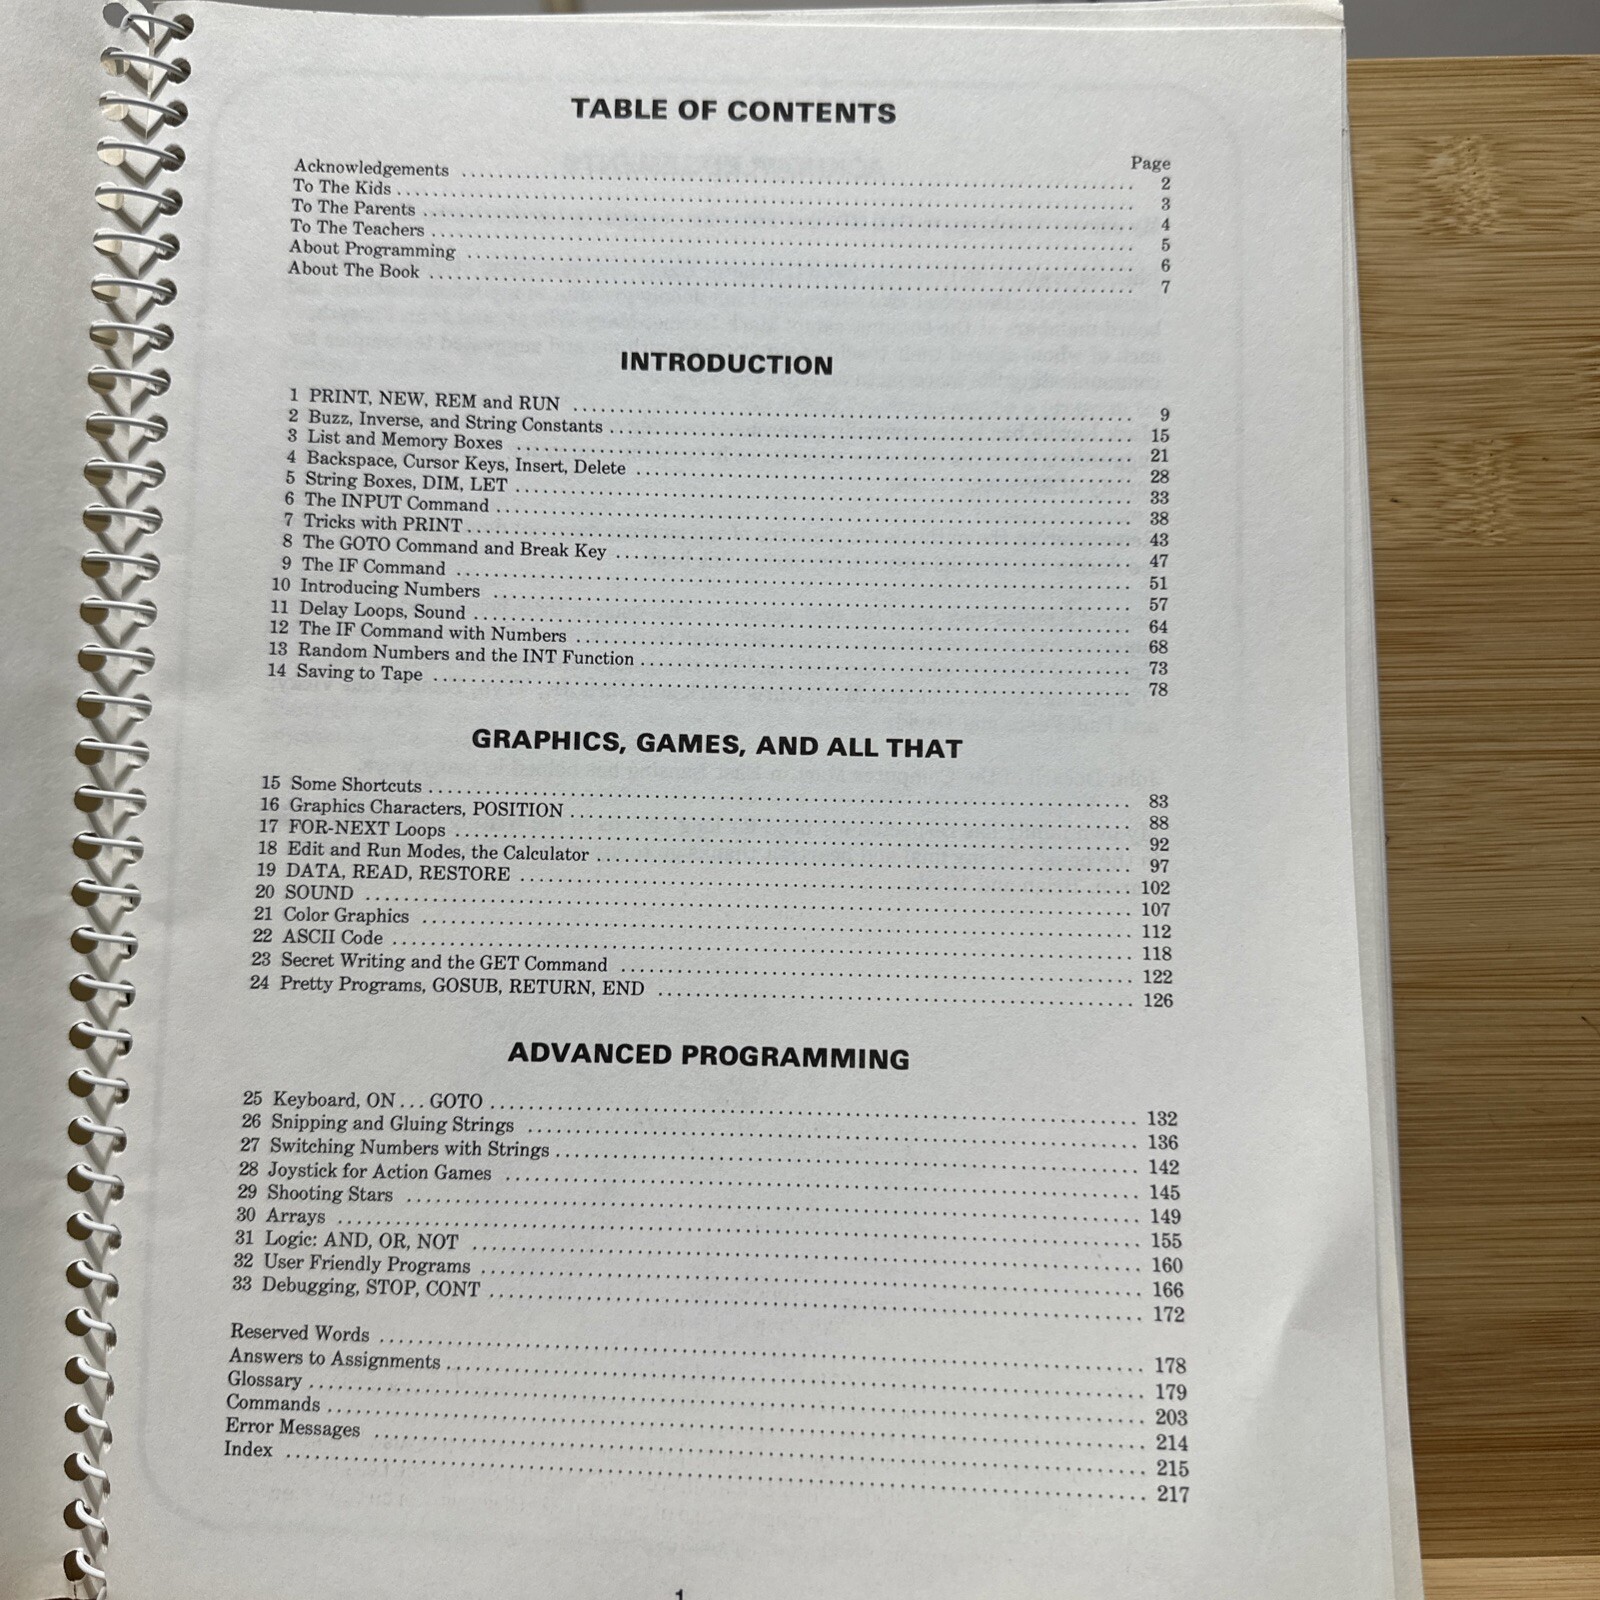 TABLE OF CONTENTS
Page
Acknowledgements 2
To The Kids 3
To The Parents 4
To The Teachers 5
About Programming 6
About The Book 7
INTRODUCTION
1 PRINT, NEW, REM and RUN 9
2 Buzz, Inverse, and String Constants 15
3 List and Memory Boxes 21
4 Backspace, Cursor Keys, Insert, Delete 28
5 String Boxes, DIM, LET 33
6 The INPUT Command 38
7 Tricks with PRINT 43
8 The GOTO Command and Break Key 47
9 The IF Command 51
10 Introducing Numbers 57
11 Delay Loops, Sound 64
12 The IF Command with Numbers 68
13 Random Numbers and the INT Function 73
14 Saving to Tape 78
GRAPHICS, GAMES, AND ALL THAT
15 Some Shortcuts 83
16 Graphics Characters, POSITION 88
17 FOR-NEXT Loops 92
18 Edit and Run Modes, the Calculator 97
19 DATA, READ, RESTORE 102
20 SOUND 107
21 Color Graphics 112
22 ASCII Code 118
23 Secret Writing and the GET Command 122
24 Pretty Programs, GOSUB, RETURN, END 126
ADVANCED PROGRAMMING
25 Keyboard, ON . . . GOTO 132
26 Snipping and Gluing Strings 136
27 Switching Numbers with Strings 142
28 Joystick for Action Games 145
29 Shooting Stars 149
30 Arrays 155
31 Logic: AND, OR, NOT 160
32 User Friendly Programs 166
33 Debugging, STOP, CONT 172
Reserved Words 178
Answers to Assignments 179
Glossary 203
Commands 214
Error Messages 215
Index 217
1